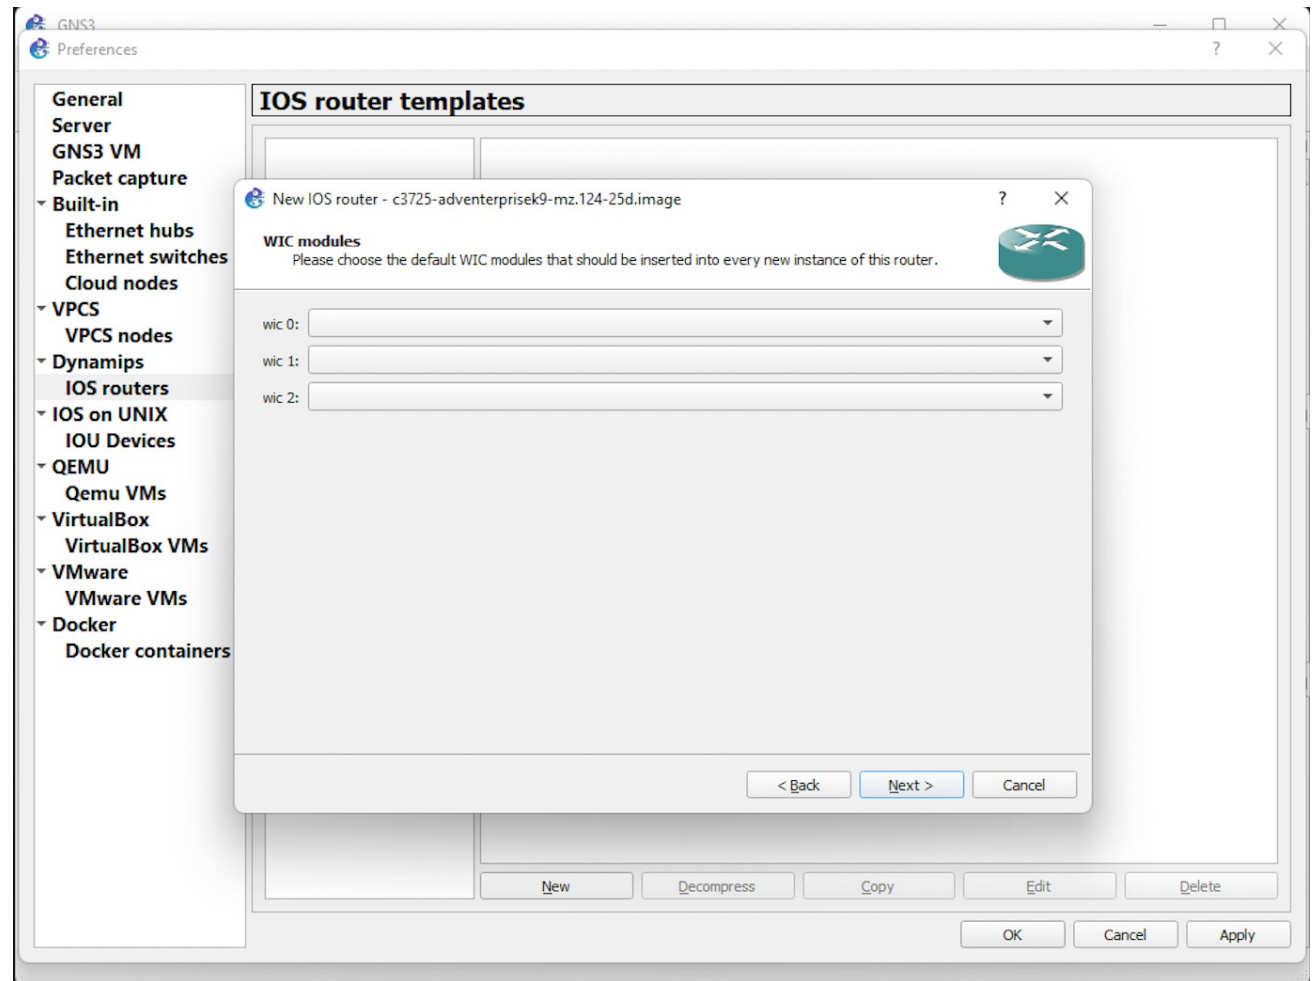 GNS3
Preferences
?
General
Server
GNS3 VM
Packet capture
Built-in
Ethernet hubs
Ethernet switches
Cloud nodes
VPCS
VPCS nodes
Dynamips
IOS routers
IOS on UNIX
IOU Devices
QEMU
Qemu VMs
VirtualBox
VirtualBox VMs
VMware
VMware VMs
Docker
Docker containers
IOS router templates
New IOS router - c3725-adventerprisek9-mz.124-25d.image
?
WIC modules
Please choose the default WIC modules that should be inserted into every new instance of this router.
wic 0:
wic 1:
wic 2:
< Back Next > Cancel
New Decompress Copy Edit Delete
OK Cancel Apply